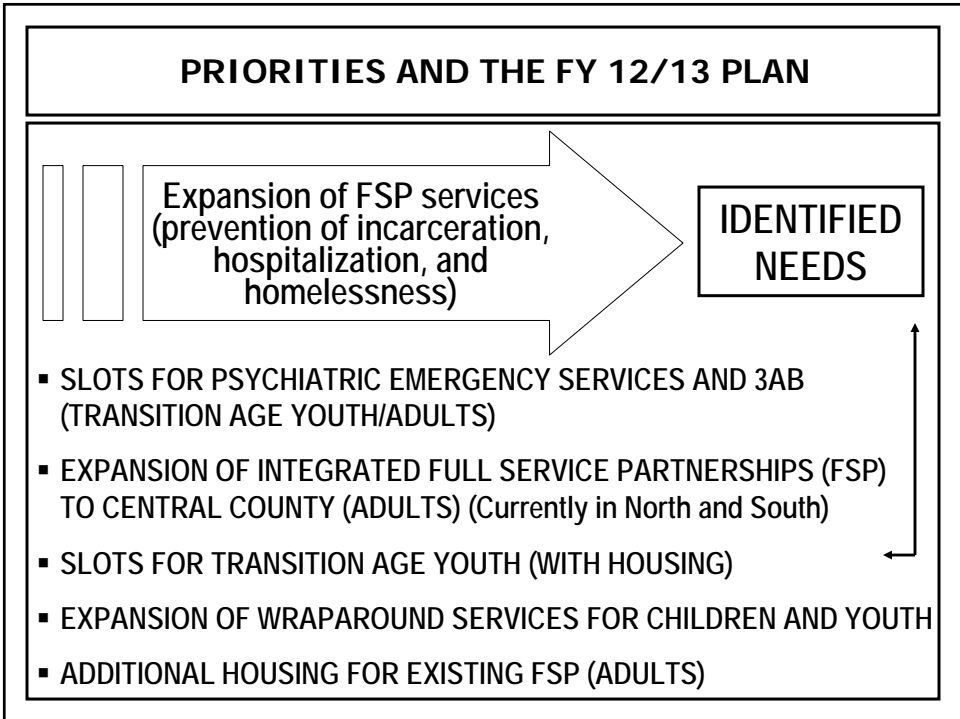 PRIORITIES AND THE FY 12/13 PLAN
Expansion of FSP services
(prevention of incarceration,
hospitalization, and
homelessness)
IDENTIFIED
NEEDS
▪ SLOTS FOR PSYCHIATRIC EMERGENCY SERVICES AND 3AB
(TRANSITION AGE YOUTH/ADULTS)
▪ EXPANSION OF INTEGRATED FULL SERVICE PARTNERSHIPS (FSP)
TO CENTRAL COUNTY (ADULTS) (Currently in North and South)
▪ SLOTS FOR TRANSITION AGE YOUTH (WITH HOUSING)
▪ EXPANSION OF WRAPAROUND SERVICES FOR CHILDREN AND YOUTH
▪ ADDITIONAL HOUSING FOR EXISTING FSP (ADULTS)